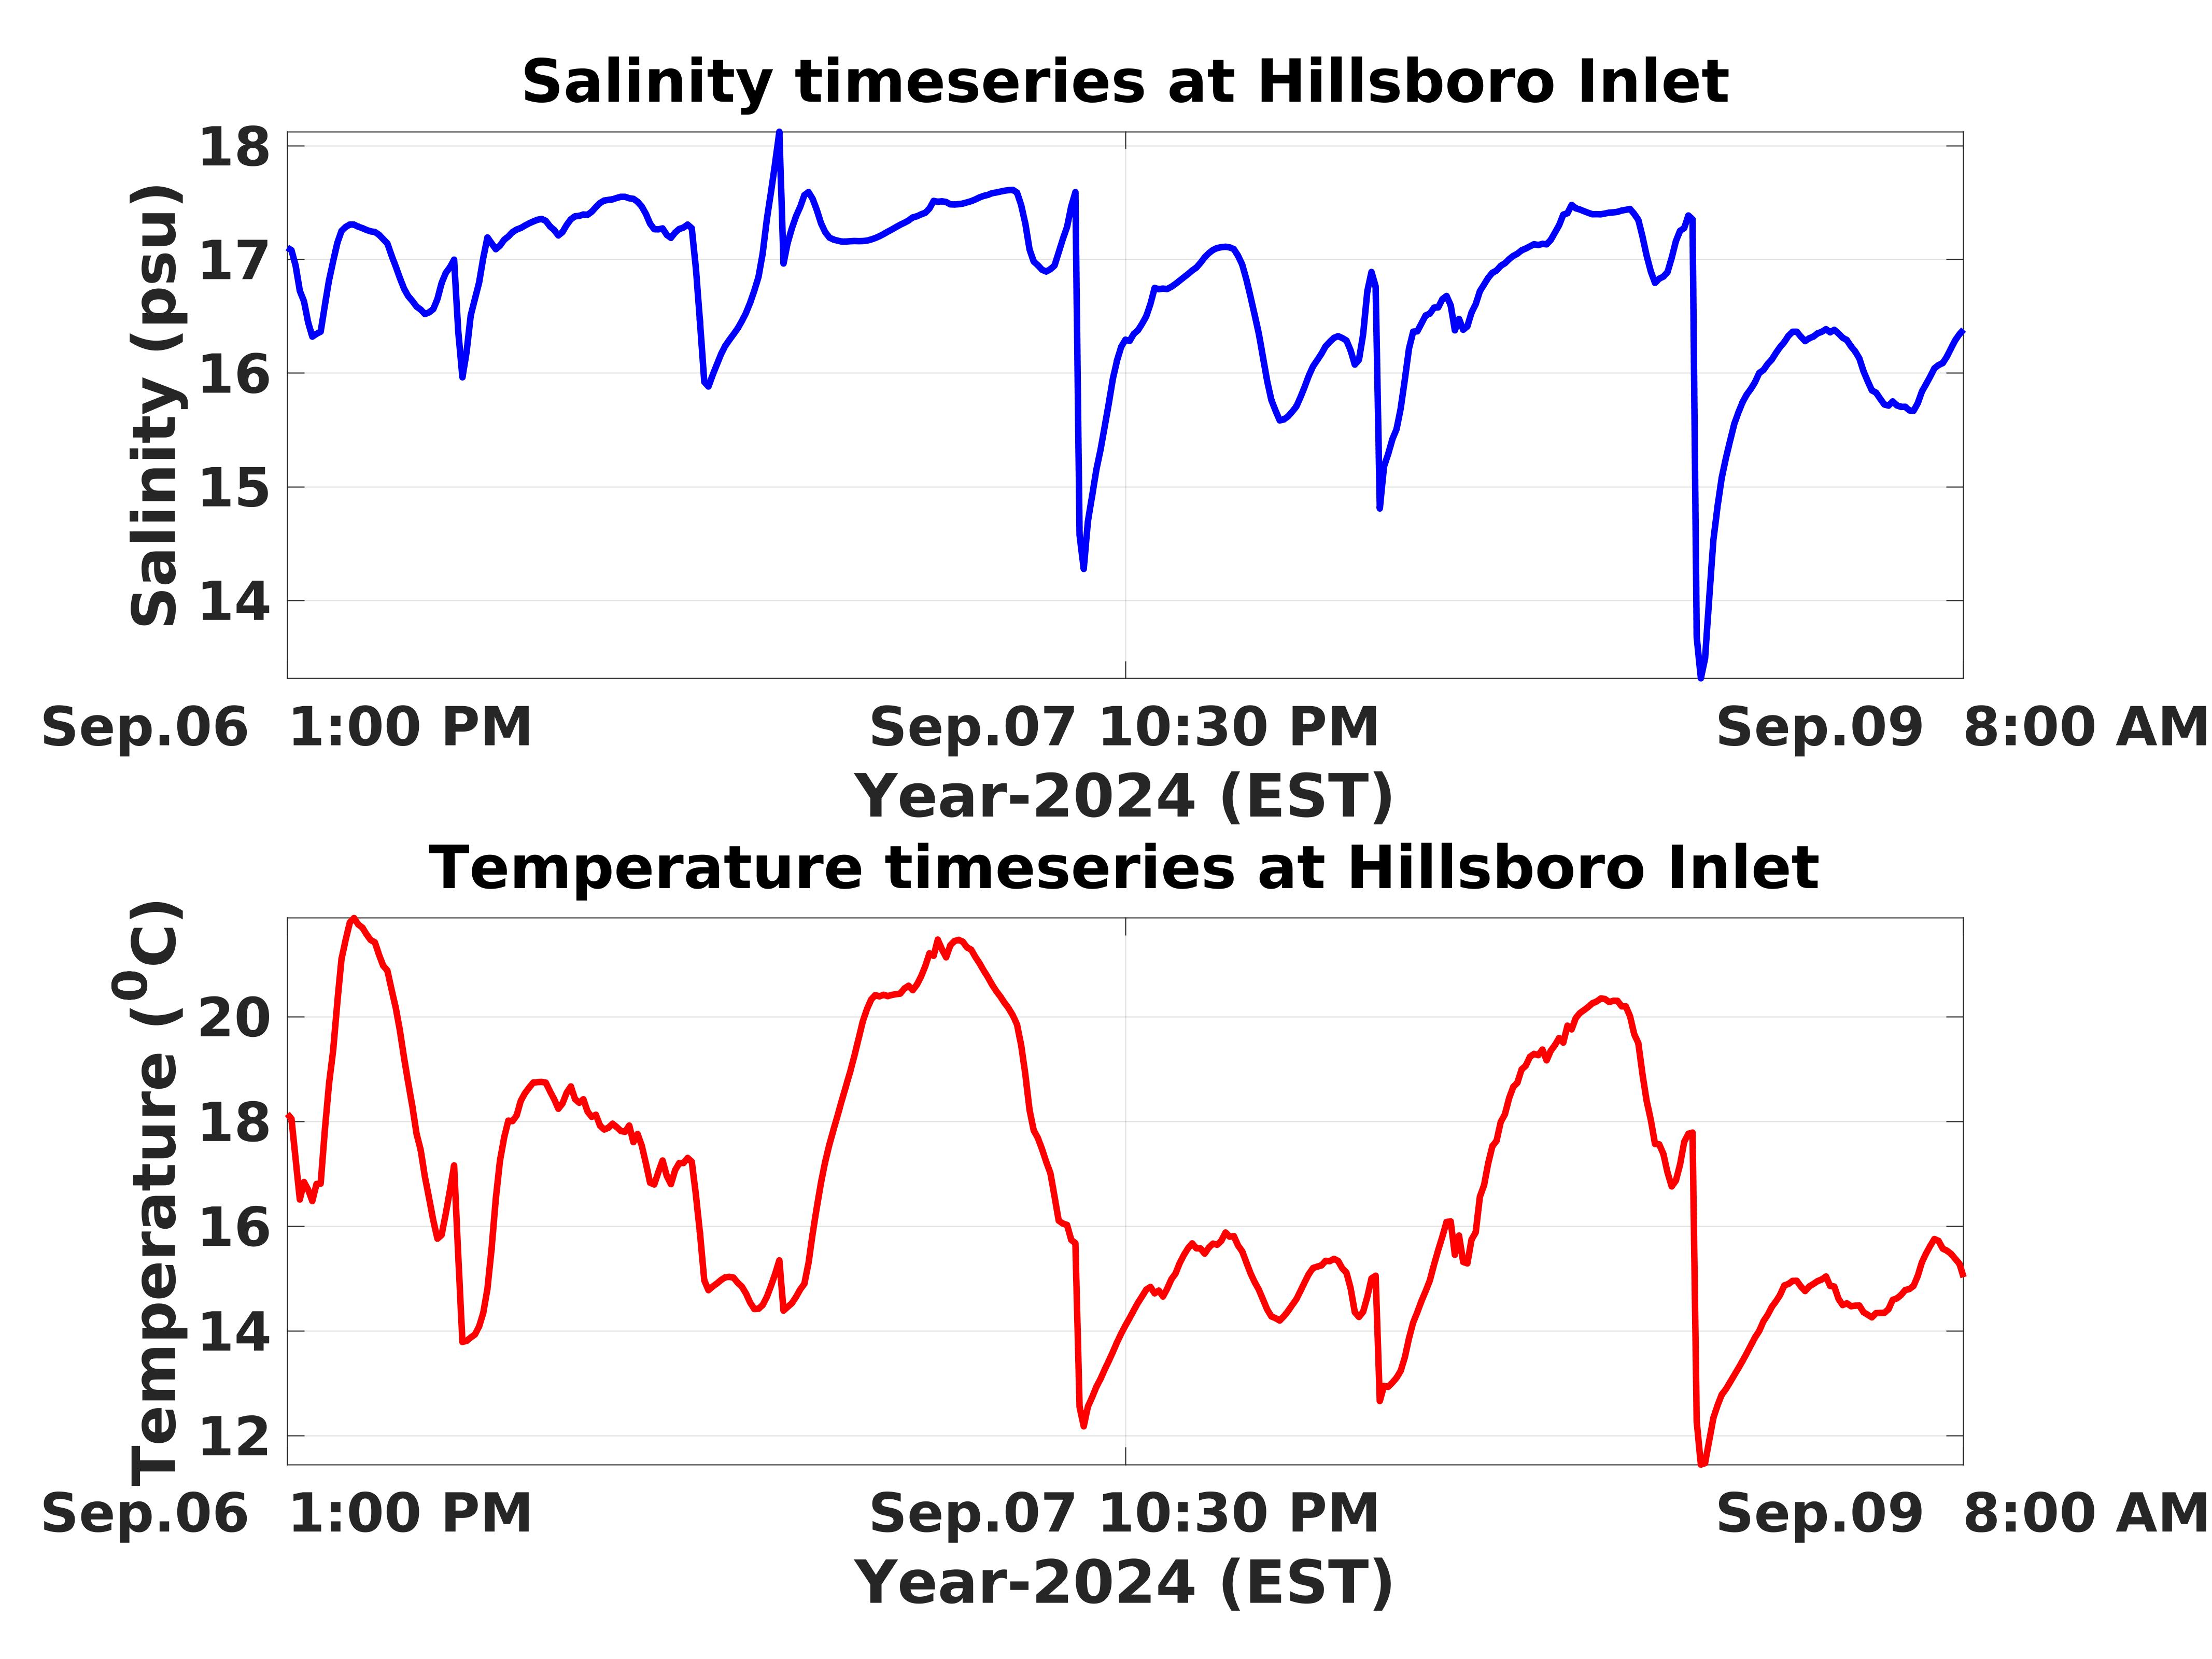 Salinity timeseries at Hillsboro Inlet
Salinity (psu)
18
17
16
15
14
Sep.06 1:00 PM Sep.07 10:30 PM Sep.09 8:00 AM
Year-2024 (EST)
Temperature timeseries at Hillsboro Inlet
Temperature (⁰C)
20
18
16
14
12
Sep.06 1:00 PM Sep.07 10:30 PM Sep.09 8:00 AM
Year-2024 (EST)